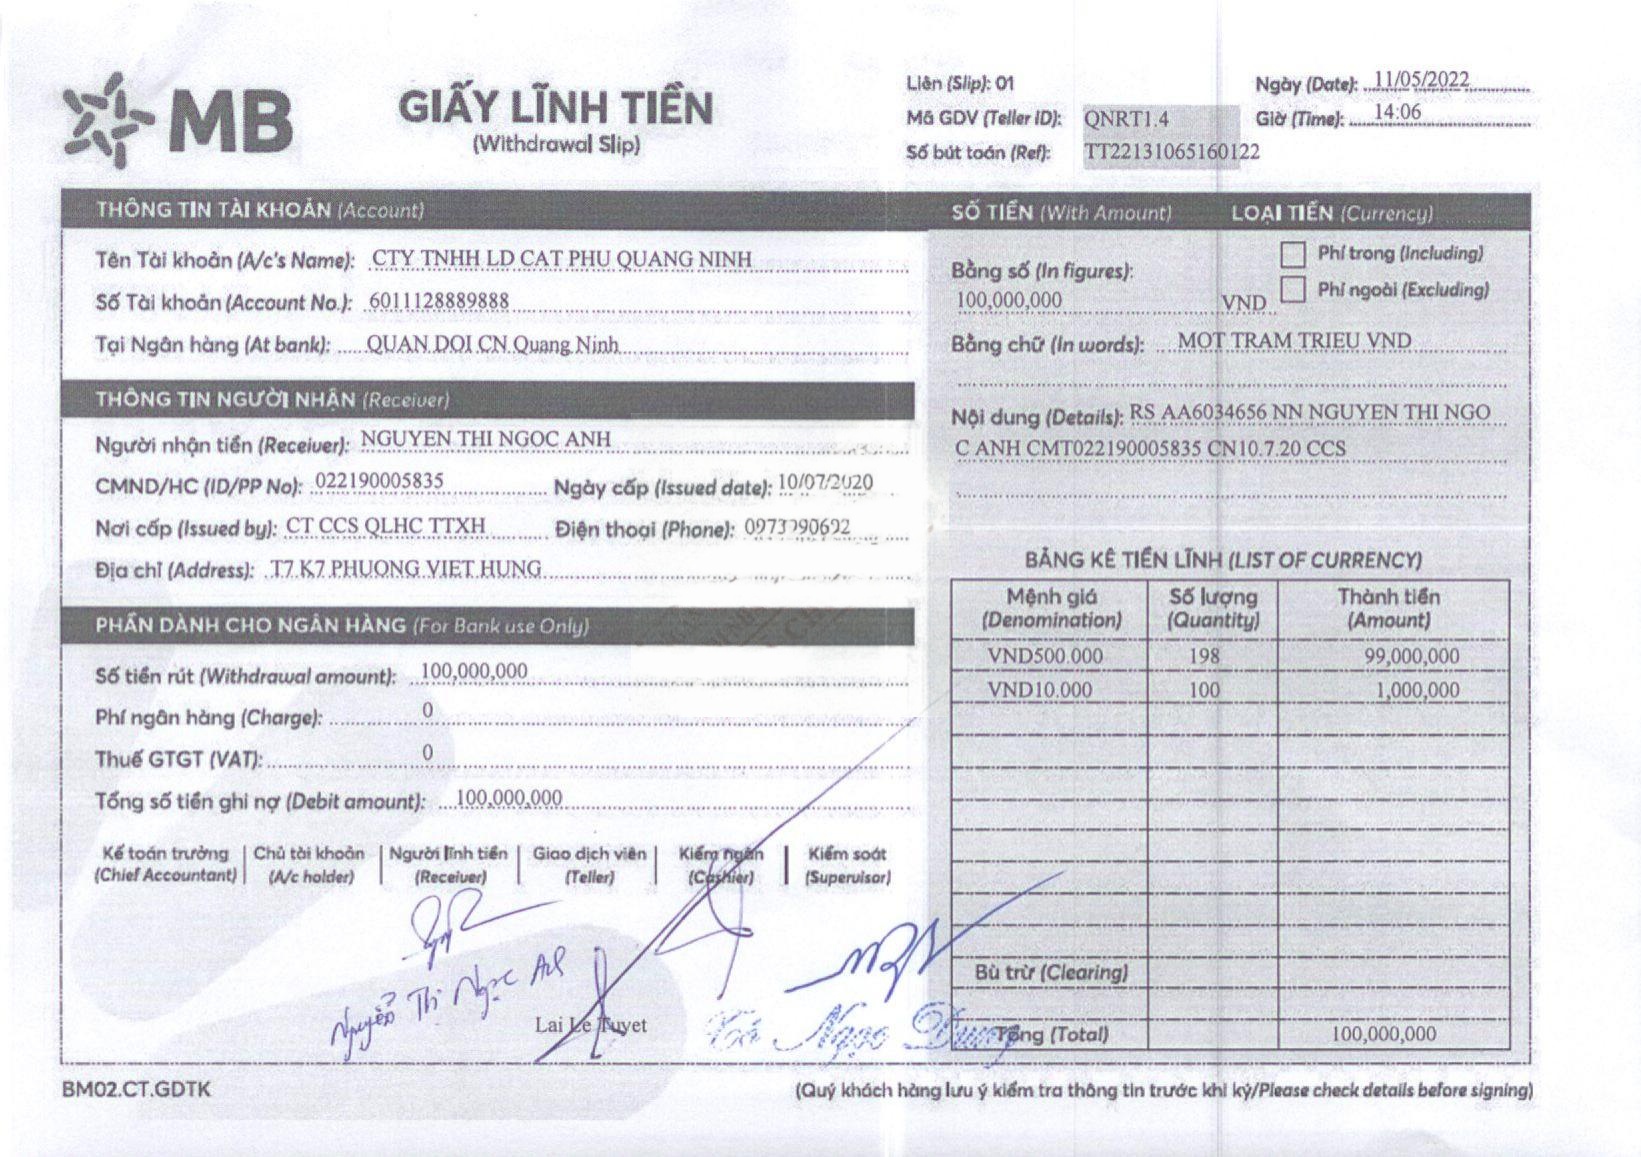 MB
GIẤY LĨNH TIỀN
(Withdrawal Slip)
Liên (Slip): 01
Mã GDV (Teller ID): QNRT1.4
Số bút toán (Ref): TT22131065160122
Ngày (Date): 11/05/2022
Giờ (Time): 14:06
THÔNG TIN TÀI KHOẢN (Account)
Tên Tài khoản (A/c's Name): CTY TNHH LD CAT PHU QUANG NINH
Số Tài khoản (Account No.): 6011128889888
Tại Ngân hàng (At bank): QUAN DOI CN Quang Ninh
THÔNG TIN NGƯỜI NHẬN (Receiver)
Người nhận tiền (Receiver): NGUYEN THI NGOC ANH
CMND/HC (ID/PP No): 022190005835 Ngày cấp (Issued date): 10/07/2020
Nơi cấp (Issued by): CT CCS QLHC TTXH Điện thoại (Phone):
Địa chỉ (Address): T7 K7 PHUONG VIET HUNG
PHẦN DÀNH CHO NGÂN HÀNG (For Bank use Only)
Số tiền rút (Withdrawal amount): 100,000,000
Phí ngân hàng (Charge): 0
Thuế GTGT (VAT): 0
Tổng số tiền ghi nợ (Debit amount): 100,000,000
Kế toán trưởng | Chủ tài khoản | Người lĩnh tiền | Giao dịch viên | Kiểm ngân | Kiểm soát
(Chief Accountant) | (A/c holder) | (Receiver) | (Teller) | (Cashier) | (Supervisor)
Nguyễn Thị Ngọc Anh
Lai Le Tuyet
Ngọc Dương
SỐ TIỀN (With Amount) LOẠI TIỀN (Currency)
Phí trong (Including)
Bằng số (In figures):
Phí ngoài (Excluding)
100,000,000 VND
Bằng chữ (In words): MOT TRAM TRIEU VND
Nội dung (Details): RS AA6034656 NN NGUYEN THI NGO
C ANH CMT022190005835 CN10.7.20 CCS
BẢNG KÊ TIỀN LĨNH (LIST OF CURRENCY)
Mệnh giá Số lượng Thành tiền
(Denomination) (Quantity) (Amount)
VND500.000 198 99,000,000
VND10.000 100 1,000,000
Bù trừ (Clearing)
Tổng (Total) 100,000,000
BM02.CT.GDTK
(Quý khách hàng lưu ý kiểm tra thông tin trước khi ký/Please check details before signing)